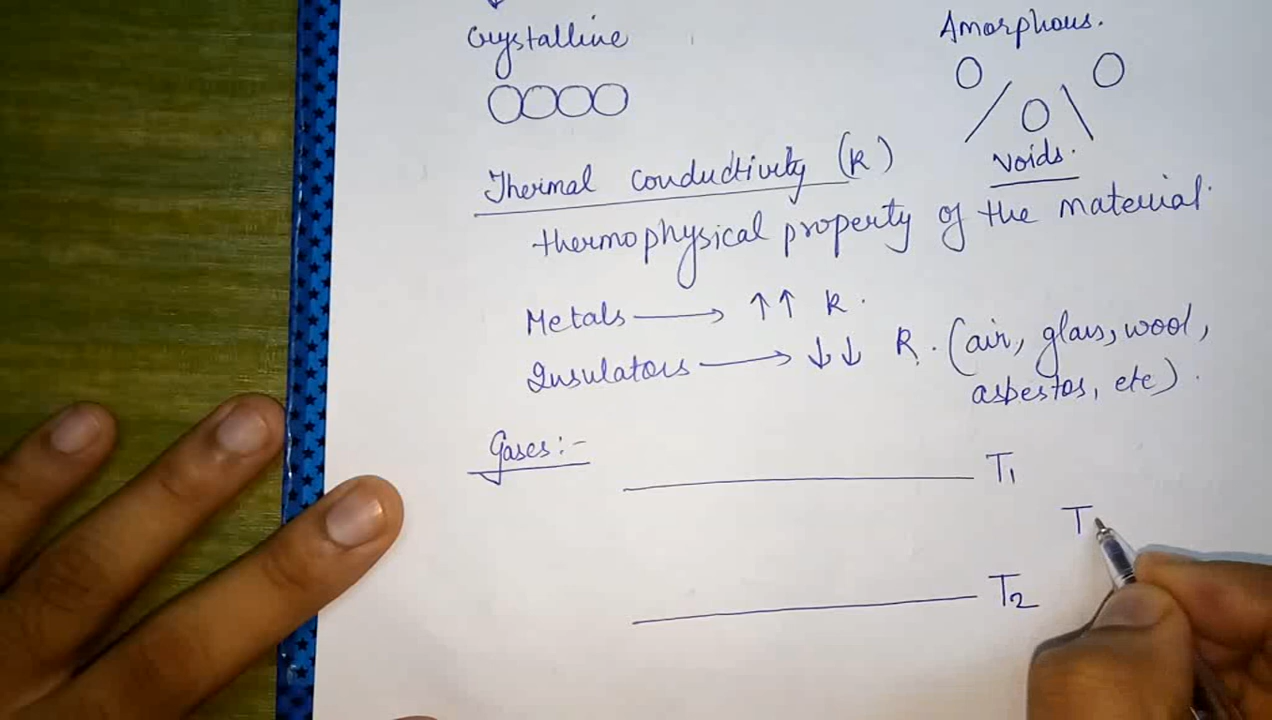 Crystalline
Amorphous.
Voids.
Thermal conductivity (k)
thermophysical property of the material.
Metals → ↑↑ k.
Insulators → ↓↓ k. (air, glass, wool,
asbestos, etc).
Gases:-
T1
T
T2